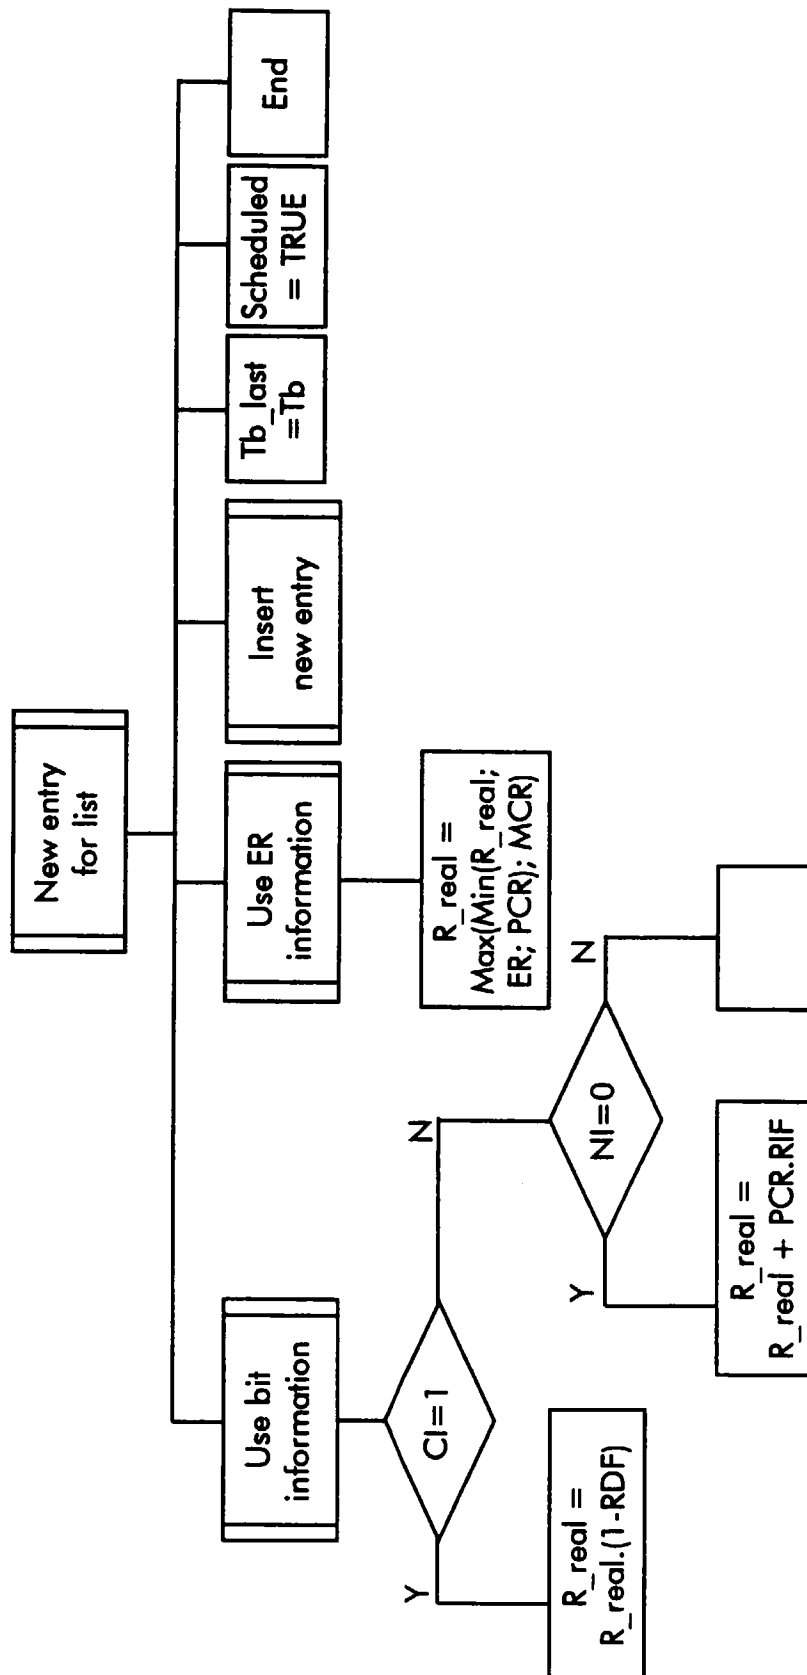 New entry
for list
Use bit
information
Use ER
information
Insert
new entry
Tb_last
=Tb
Scheduled
= TRUE
End
CI=1
Y
N
R_real =
R_real.(1-RDF)
NI=0
Y
N
R_real =
R_real + PCR.RIF
R_real =
Max(Min(R_real;
ER; PCR); MCR)